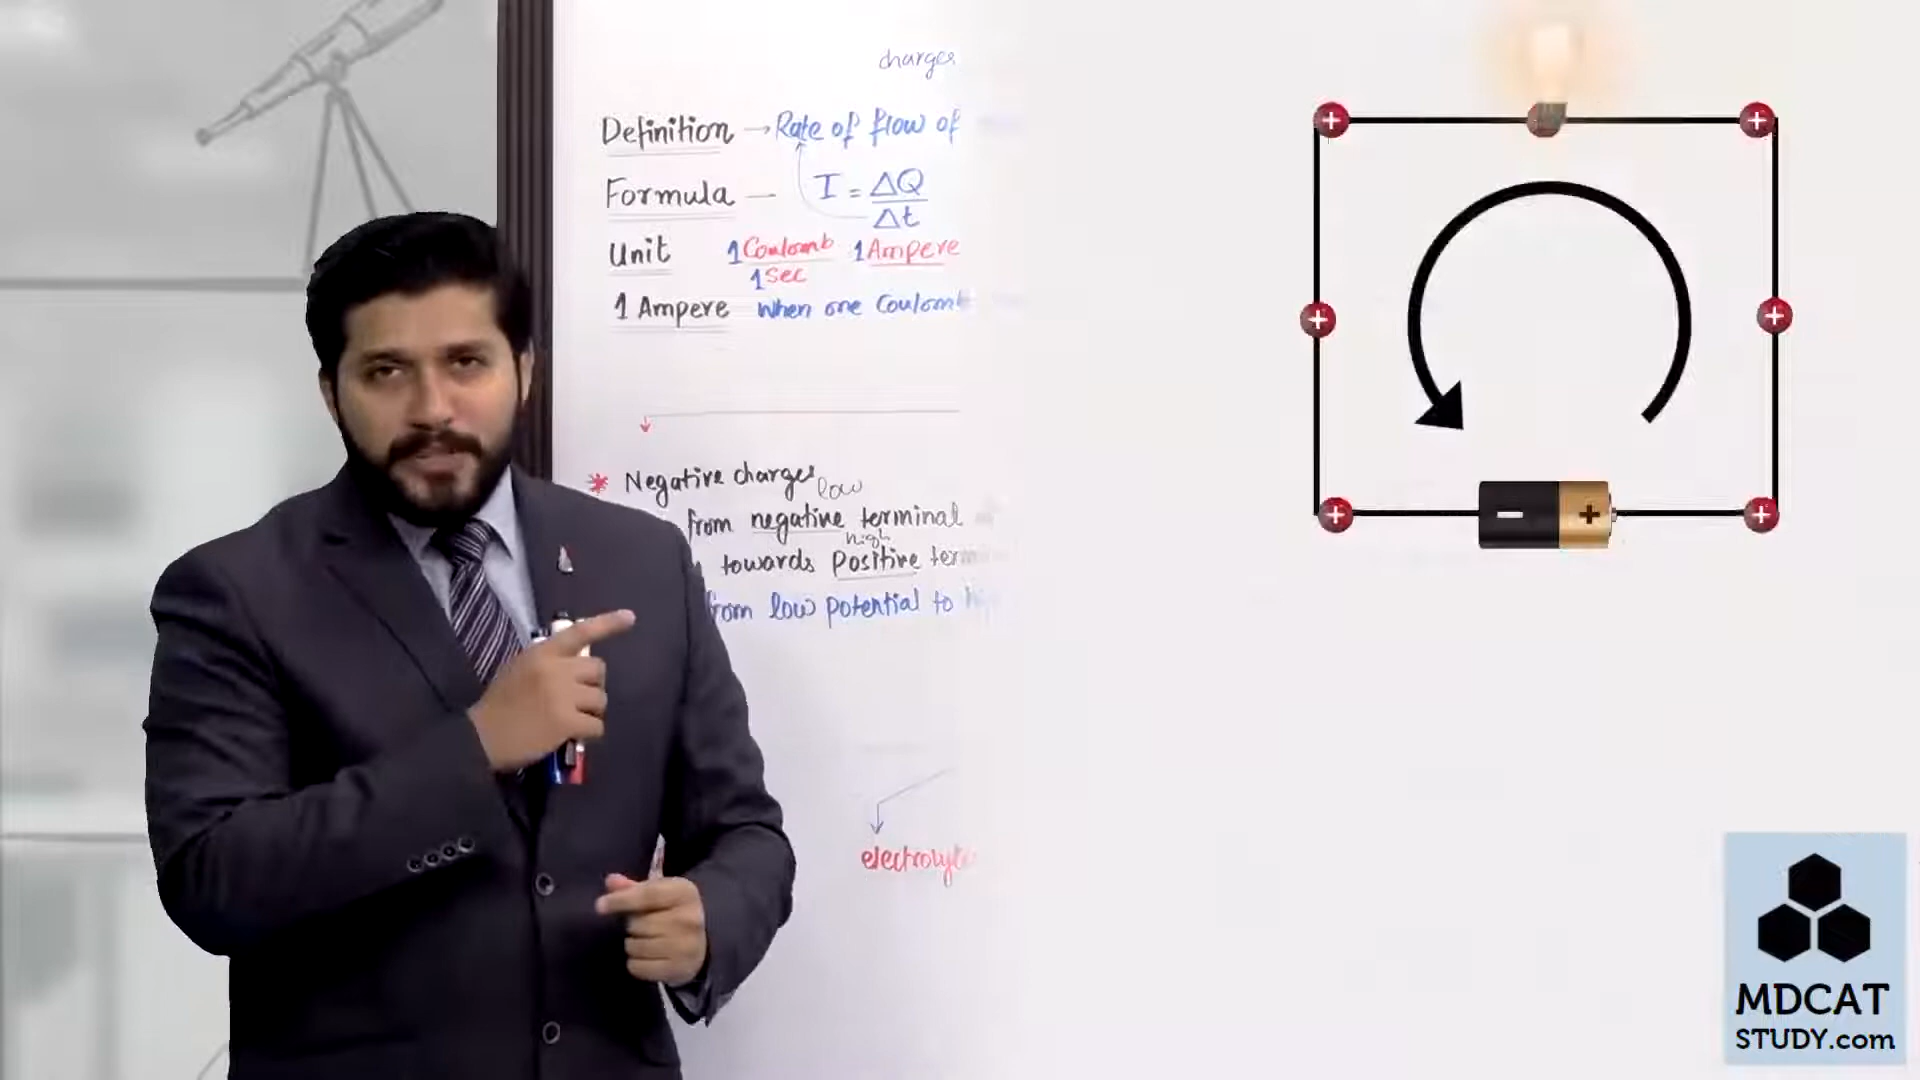 charges
Definition → Rate of flow of
Formula — I = ΔQ
Δt
Unit 1 Coulomb 1 Ampere
1 Sec
1 Ampere When one Coulomb
* Negative charges low
from negative terminal
high
towards Positive
from low potential to
- +
MDCAT
STUDY.com